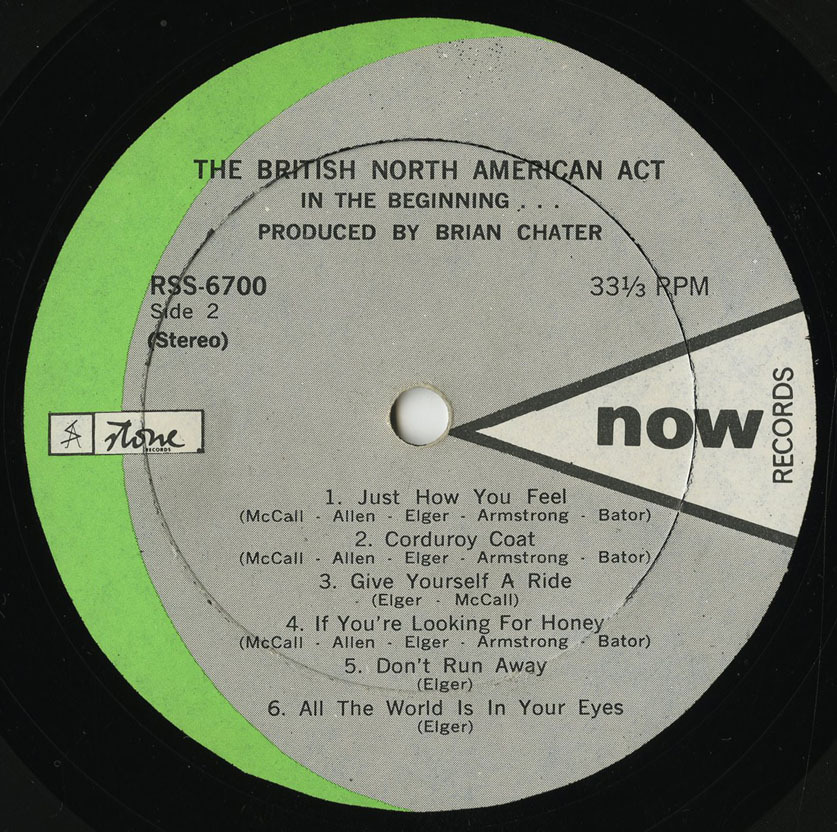 THE BRITISH NORTH AMERICAN ACT
IN THE BEGINNING . . .
PRODUCED BY BRIAN CHATER
RSS-6700
33⅓ RPM
Side 2
(Stereo)
stone
RECORDS
now
RECORDS
1. Just How You Feel
(McCall - Allen - Elger - Armstrong - Bator)
2. Corduroy Coat
(McCall - Allen - Elger - Armstrong - Bator)
3. Give Yourself A Ride
(Elger - McCall)
4. If You're Looking For Honey
(McCall - Allen - Elger - Armstrong - Bator)
5. Don't Run Away
(Elger)
6. All The World Is In Your Eyes
(Elger)